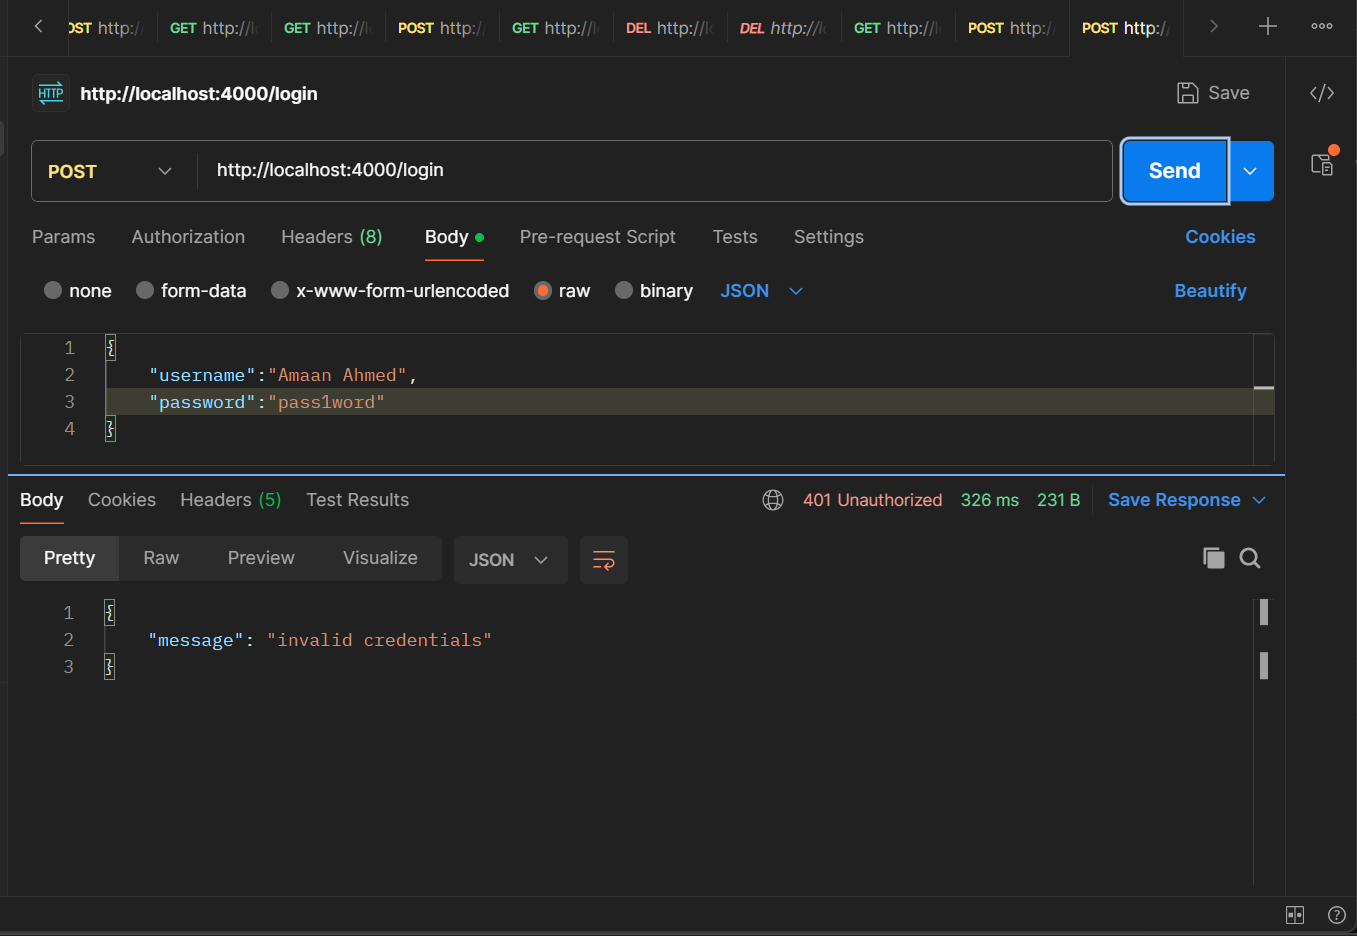 OST http:/
GET http://l
GET http://l
POST http:/
GET http://l
DEL http://l
DEL http://lo
GET http://l
POST http:/
POST http:/
HTTP http://localhost:4000/login
Save
</>
POST http://localhost:4000/login
Send
Params Authorization Headers (8) Body Pre-request Script Tests Settings Cookies
none form-data x-www-form-urlencoded raw binary JSON Beautify
1 {
2 "username":"Amaan Ahmed",
3 "password":"pass1word"
4 }
Body Cookies Headers (5) Test Results 401 Unauthorized 326 ms 231 B Save Response
Pretty Raw Preview Visualize JSON
1 {
2 "message": "invalid credentials"
3 }